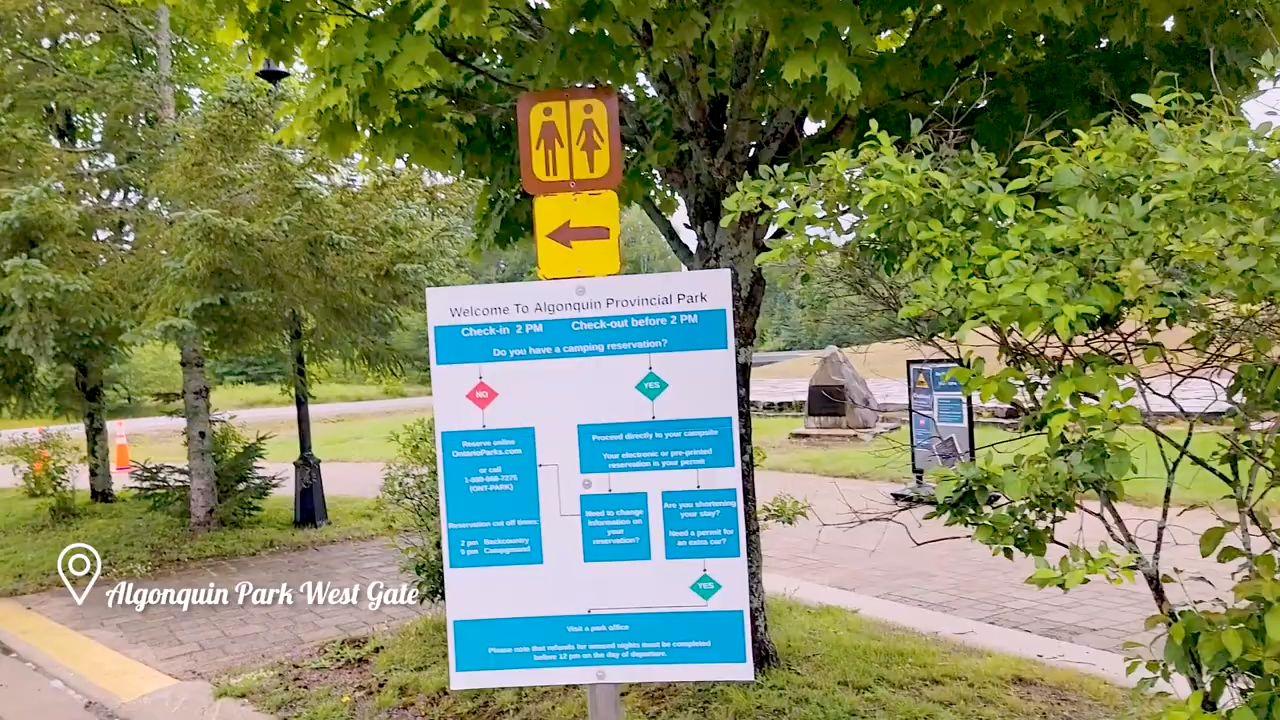 Welcome To Algonquin Provincial Park
Check-in 2 PM Check-out before 2 PM
Do you have a camping reservation?
NO
YES
Reserve online
OntarioParks.com
or call
1-888-668-7275
(ONT-PARK)
Reservation cut off times:
2 pm Backcountry
9 pm Campground
Proceed directly to your campsite
Your electronic or pre-printed
reservation is your permit
Need to change
information on
your
reservation?
Are you shortening
your stay?
Need a permit for
an extra car?
YES
Visit a park office
Please note that refunds for unused nights must be completed
before 12 pm on the day of departure.
Algonquin Park West Gate